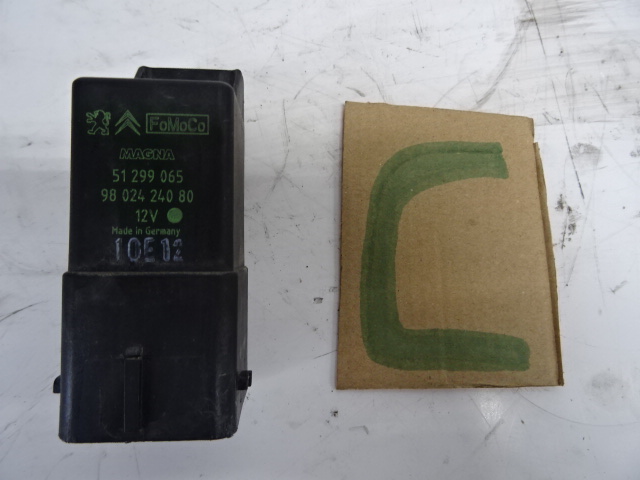 FoMoCo
MAGNA
51 299 065
98 024 240 80
12V
Made in Germany
10E12
C